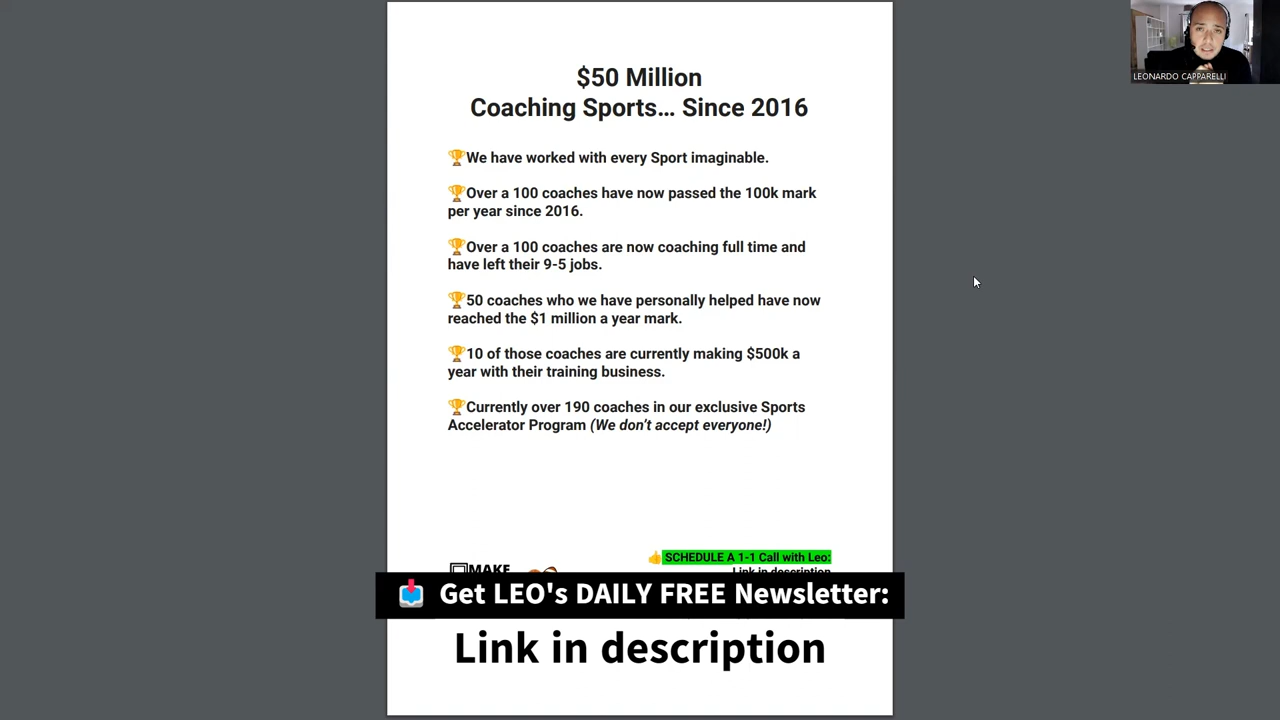 $50 Million
Coaching Sports… Since 2016
🏆We have worked with every Sport imaginable.
🏆Over a 100 coaches have now passed the 100k mark
per year since 2016.
🏆Over a 100 coaches are now coaching full time and
have left their 9-5 jobs.
🏆50 coaches who we have personally helped have now
reached the $1 million a year mark.
🏆10 of those coaches are currently making $500k a
year with their training business.
🏆Currently over 190 coaches in our exclusive Sports
Accelerator Program (We don't accept everyone!)
👍 SCHEDULE A 1-1 Call with Leo:
Link in description
MAKE
📥 Get LEO's DAILY FREE Newsletter:
Link in description
LEONARDO CAPPARELLI